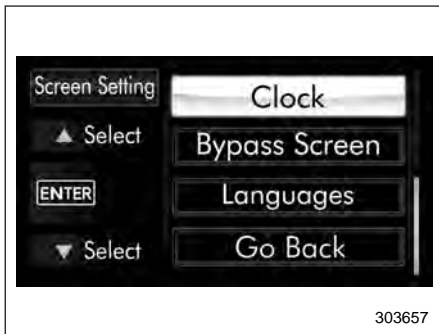 Screen Setting
▲ Select
ENTER
▼ Select
Clock
Bypass Screen
Languages
Go Back
303657